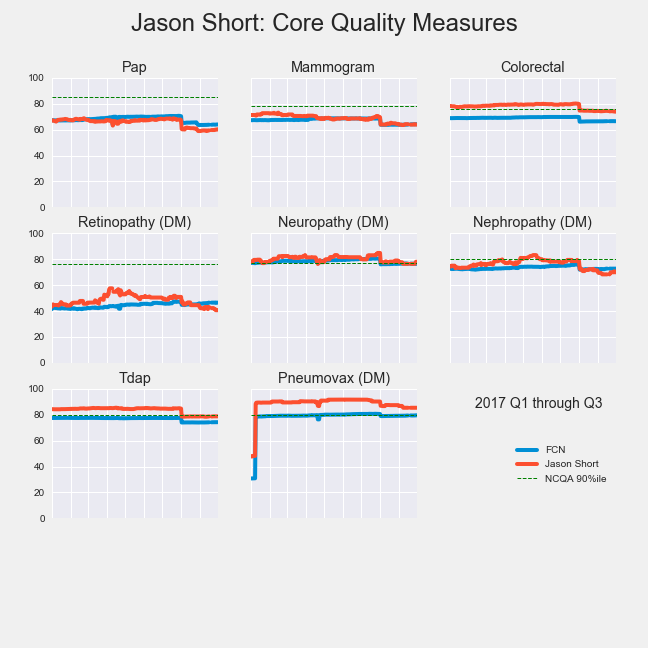 Jason Short: Core Quality Measures
Pap
Mammogram
Colorectal
100
80
60
40
20
0
Retinopathy (DM)
Neuropathy (DM)
Nephropathy (DM)
100
80
60
40
20
0
Tdap
Pneumovax (DM)
100
80
60
40
20
0
2017 Q1 through Q3
FCN
Jason Short
NCQA 90%ile